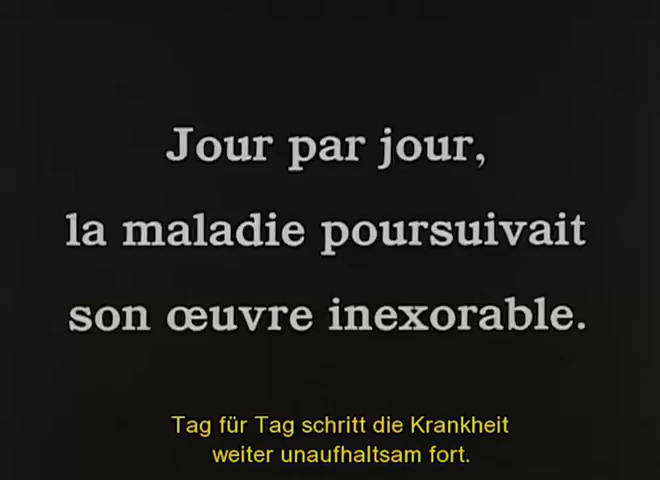 Jour par jour,
la maladie poursuivait
son œuvre inexorable.
Tag für Tag schritt die Krankheit
weiter unaufhaltsam fort.